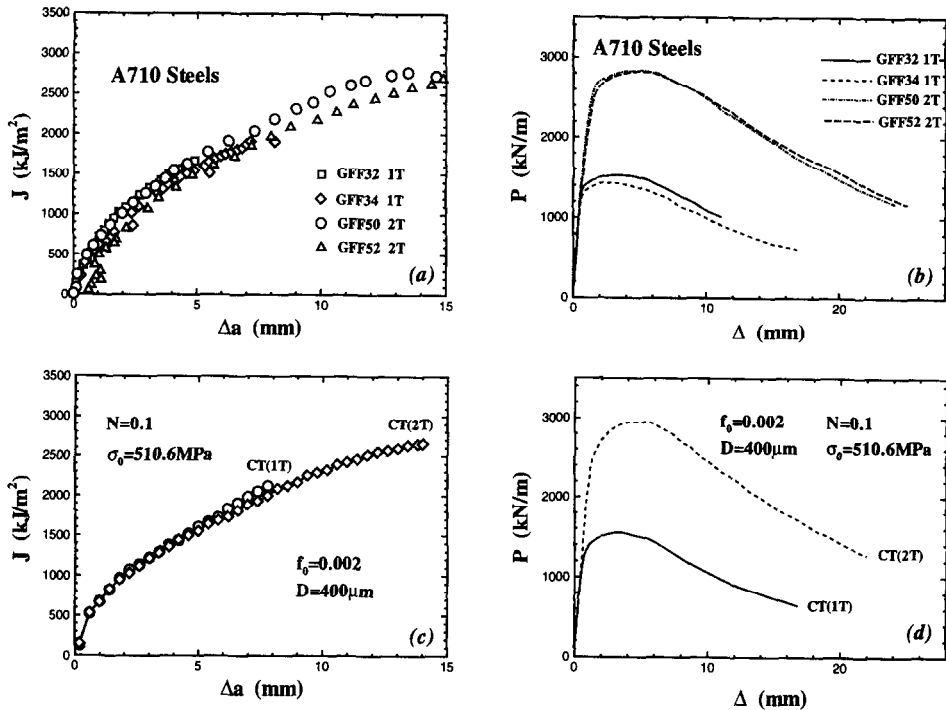 3500
3000
2500
2000
1500
1000
500
0
J (kJ/m²)
A710 Steels
GFF32 1T
GFF34 1T
GFF50 2T
GFF52 2T
(a)
0
5
10
15
Δa (mm)
3000
2000
1000
0
P (kN/m)
A710 Steels
GFF32 1T
GFF34 1T
GFF50 2T
GFF52 2T
(b)
0
10
20
Δ (mm)
3500
3000
2500
2000
1500
1000
500
0
J (kJ/m²)
N=0.1
σ₀=510.6MPa
CT(2T)
CT(1T)
f₀=0.002
D=400μm
(c)
0
5
10
15
Δa (mm)
3000
2000
1000
0
P (kN/m)
f₀=0.002 N=0.1
D=400μm σ₀=510.6MPa
CT(2T)
CT(1T)
(d)
0
10
20
Δ (mm)